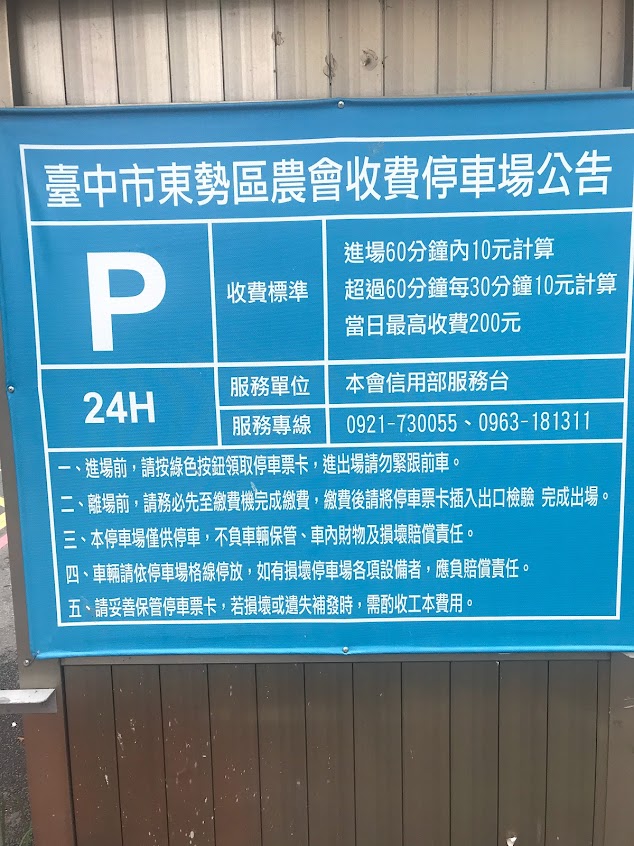 臺中市東勢區農會收費停車場公告
P
收費標準
進場60分鐘內10元計算
超過60分鐘每30分鐘10元計算
當日最高收費200元
24H
服務單位
本會信用部服務台
服務專線
0921-730055、0963-181311
一、進場前，請按綠色按鈕領取停車票卡，進出場請勿緊跟前車。
二、離場前，請務必先至繳費機完成繳費，繳費後請將停車票卡插入出口檢驗 完成出場。
三、本停車場僅供停車，不負車輛保管、車內財物及損壞賠償責任。
四、車輛請依停車場格線停放，如有損壞停車場各項設備者，應負賠償責任。
五、請妥善保管停車票卡，若損壞或遺失補發時，需酌收工本費用。